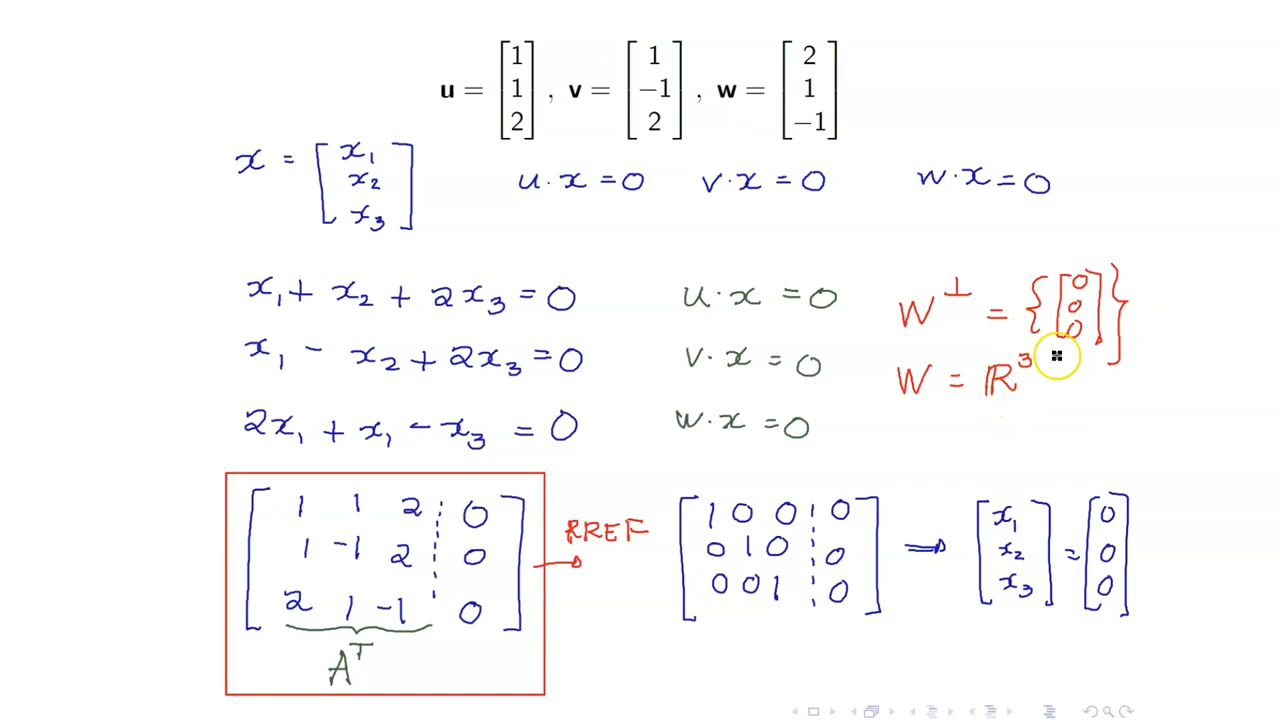 u = [1 1 2], v = [1 −1 2], w = [2 1 −1]
x = [x₁ x₂ x₃] u·x = 0 v·x = 0 w·x = 0
x₁ + x₂ + 2x₃ = 0 u·x = 0 W^⊥ = {[0 0 0]}
x₁ − x₂ + 2x₃ = 0 v·x = 0 W = ℝ³
2x₁ + x₁ − x₃ = 0 w·x = 0
[1 1 2 ¦ 0 RREF [1 0 0 ¦ 0 [x₁ [0
1 −1 2 ¦ 0 → 0 1 0 ¦ 0 ⇒ x₂ = 0
2 1 −1 ¦ 0] 0 0 1 ¦ 0] x₃] 0]
Aᵀ